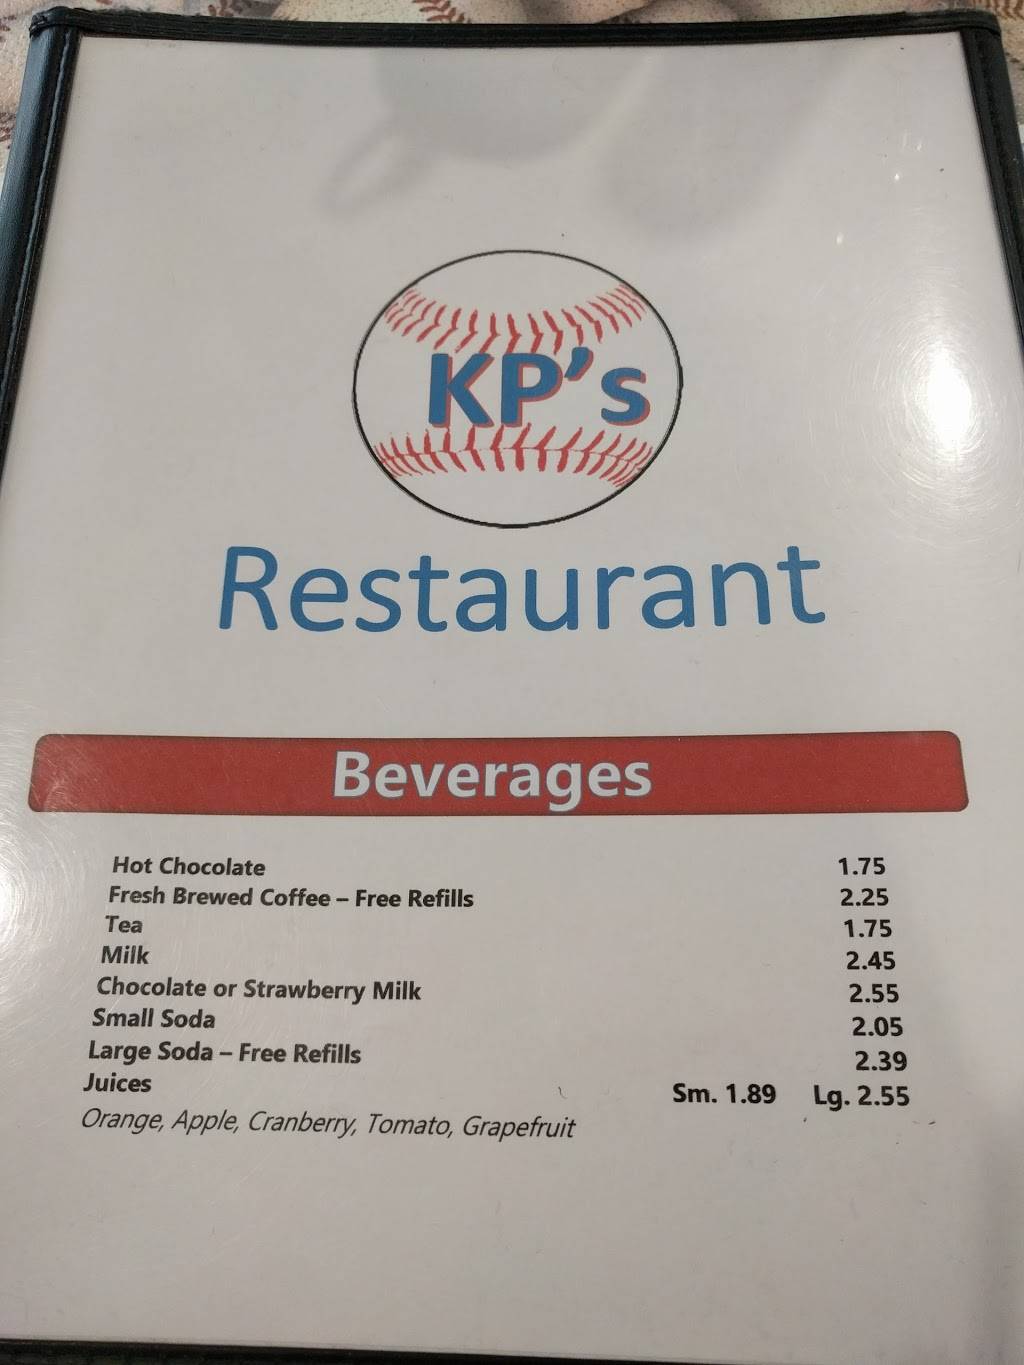 KP's
Restaurant
Beverages
Hot Chocolate 1.75
Fresh Brewed Coffee – Free Refills 2.25
Tea 1.75
Milk 2.45
Chocolate or Strawberry Milk 2.55
Small Soda 2.05
Large Soda – Free Refills 2.39
Juices Sm. 1.89 Lg. 2.55
Orange, Apple, Cranberry, Tomato, Grapefruit